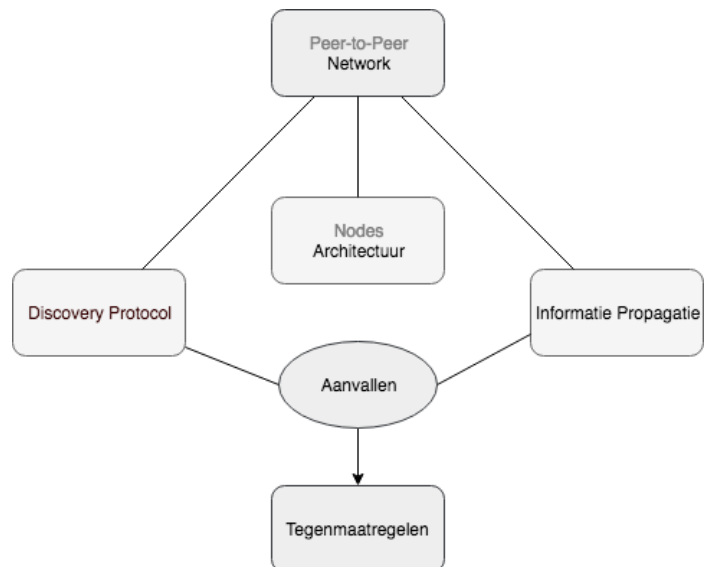 Peer-to-Peer
Network
Nodes
Architectuur
Discovery Protocol
Informatie Propagatie
Aanvallen
Tegenmaatregelen